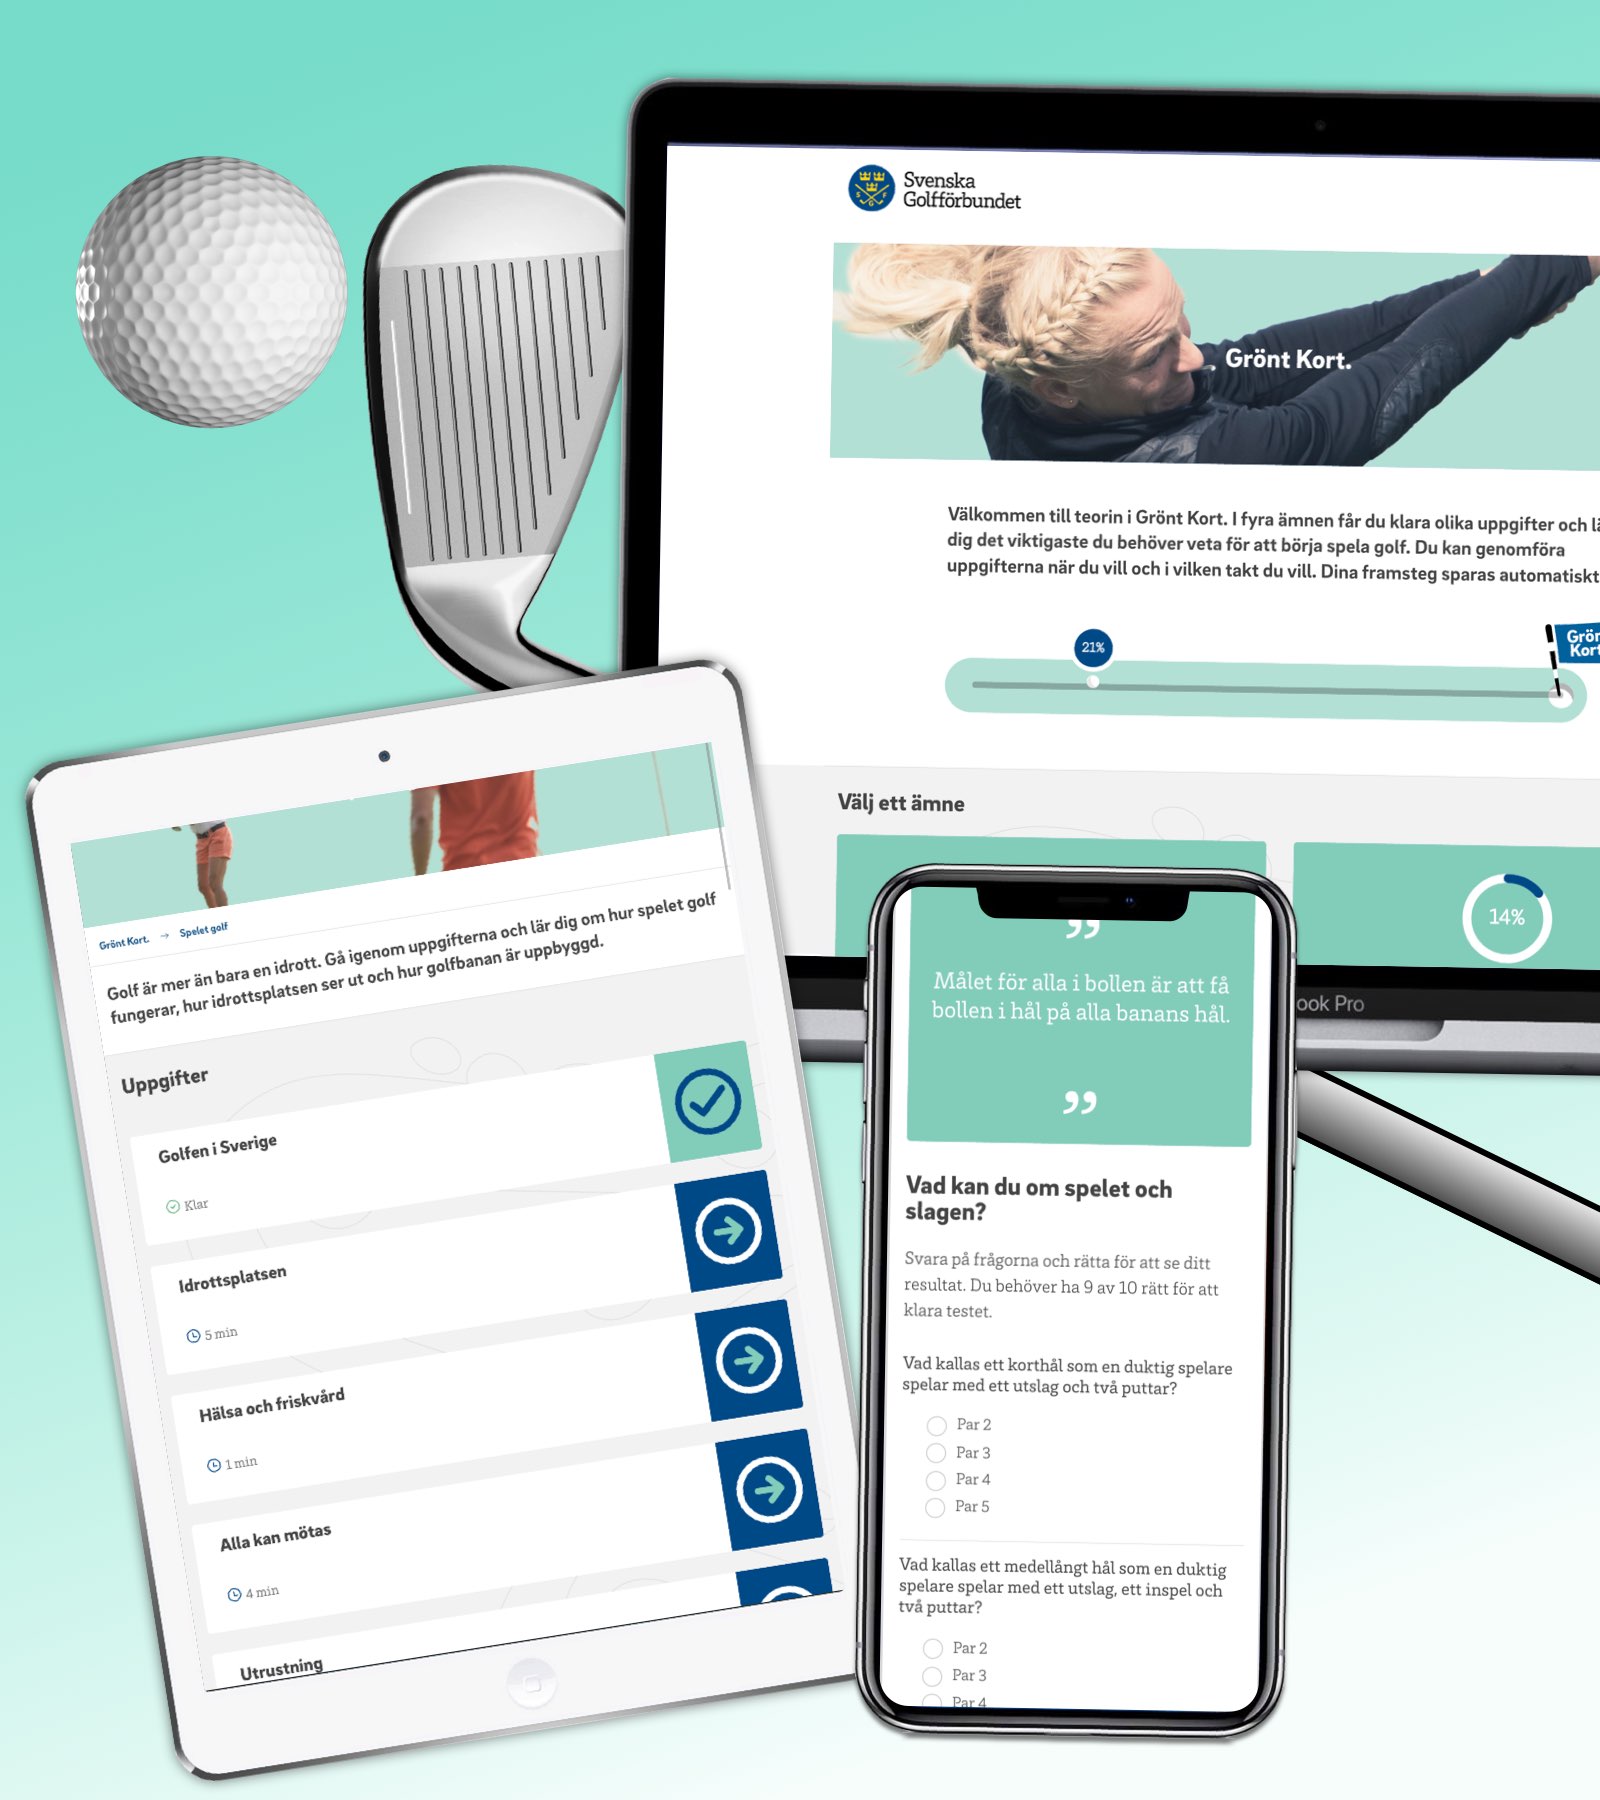 Svenska
Golfförbundet
Grönt Kort.
Välkommen till teorin i Grönt Kort. I fyra ämnen får du klara olika uppgifter och
dig det viktigaste du behöver veta för att börja spela golf. Du kan genomföra
uppgifterna när du vill och i vilken takt du vill. Dina framsteg sparas automatiskt
21%
Välj ett ämne
14%
ook Pro
Grönt Kort. → Spelet golf
Golf är mer än bara en idrott. Gå igenom uppgifterna och lär dig om hur spelet golf
fungerar, hur idrottsplatsen ser ut och hur golfbanan är uppbyggd.
Uppgifter
Golfen i Sverige
Klar
Idrottsplatsen
5 min
Hälsa och friskvård
1 min
Alla kan mötas
4 min
Utrustning
”
Målet för alla i bollen är att få
bollen i hål på alla banans hål.
”
Vad kan du om spelet och
slagen?
Svara på frågorna och rätta för att se ditt
resultat. Du behöver ha 9 av 10 rätt för att
klara testet.
Vad kallas ett korthål som en duktig spelare
spelar med ett utslag och två puttar?
Par 2
Par 3
Par 4
Par 5
Vad kallas ett medellångt hål som en duktig
spelare spelar med ett utslag, ett inspel och
två puttar?
Par 2
Par 3
Par 4